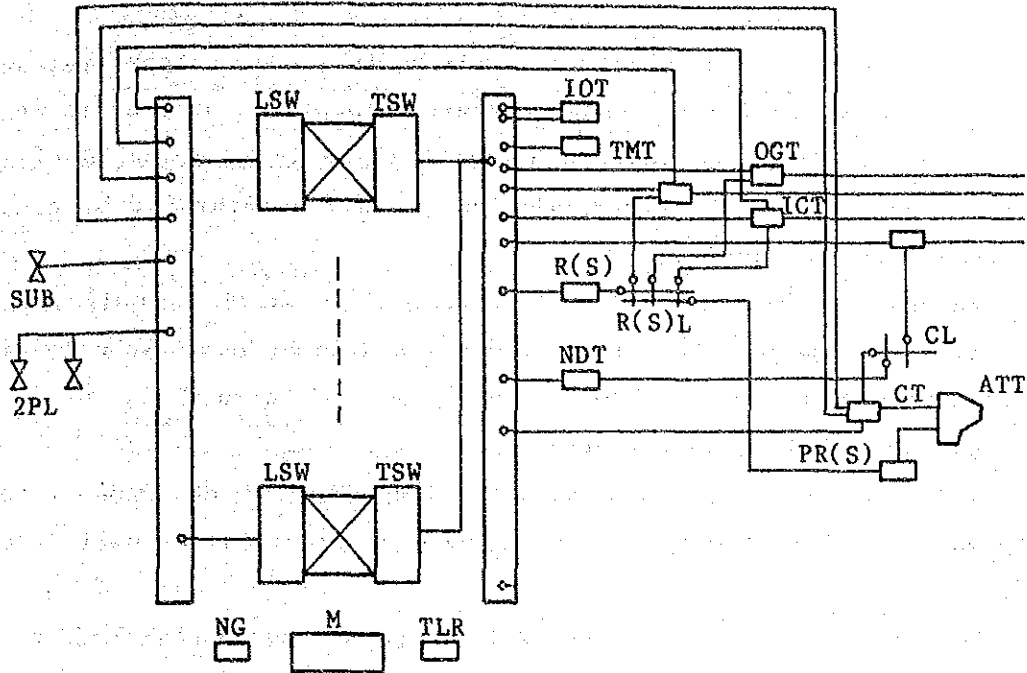 LSW
TSW
IOT
TMT
OGT
ICT
SUB
R(S)
R(S)L
2PL
NDT
CL
CT
ATT
PR(S)
LSW
TSW
NG
M
TLR